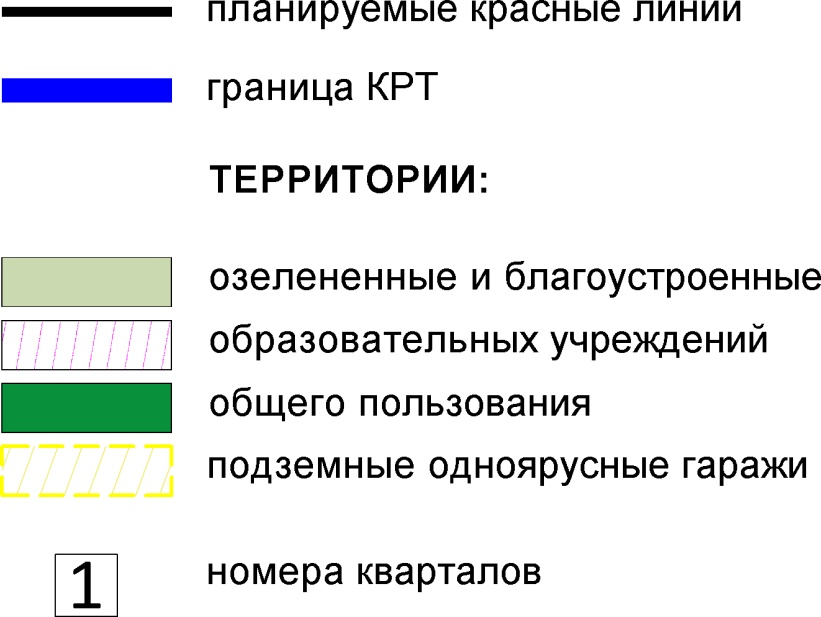 планируемые красные линии
граница КРТ
ТЕРРИТОРИИ:
озелененные и благоустроенные
образовательных учреждений
общего пользования
подземные одноярусные гаражи
1 номера кварталов